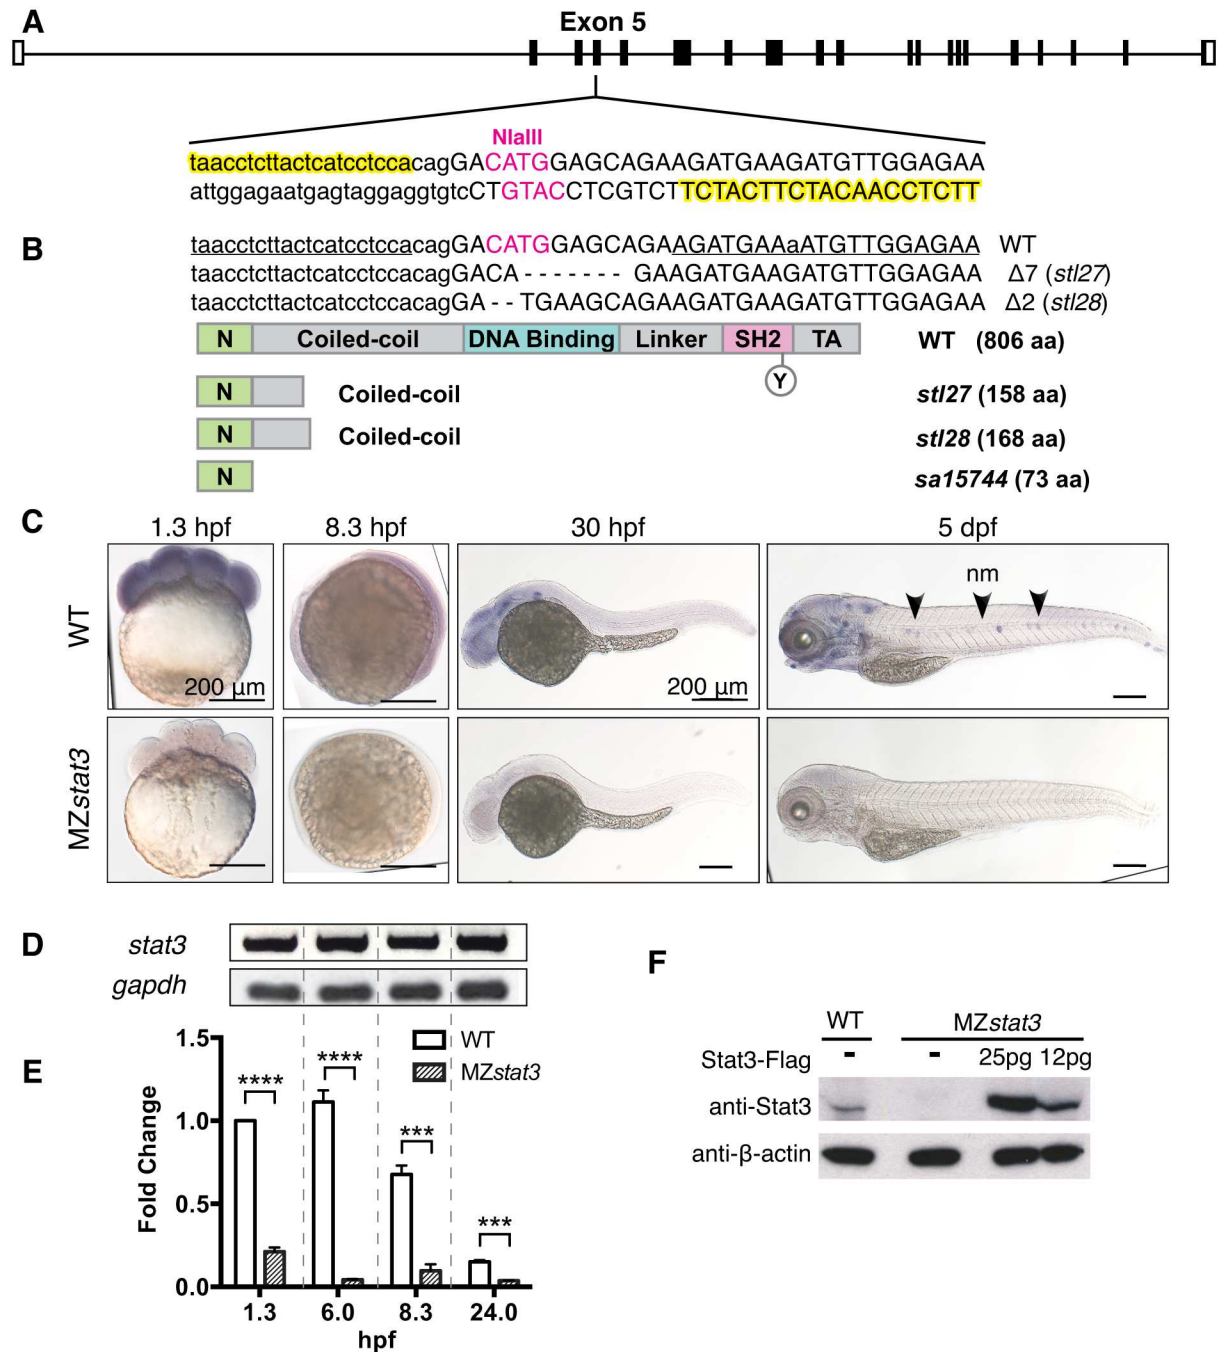 A
Exon 5
NlaIII
taacctcttactcatcctccacagGACATGGAGCAGAAGATGAAGATGTTGGAGAA
attggagaatgagtaggaggtgtcCTGTACCTCGTCTTCTACTTCTACAACCTCTT
B
taacctcttactcatcctccacagGACATGGAGCAGAAGATGAAaATGTTGGAGAA WT
taacctcttactcatcctccacagGACA - - - - - - - GAAGATGAAGATGTTGGAGAA Δ7 (stl27)
taacctcttactcatcctccacagGA - - TGAAGCAGAAGATGAAGATGTTGGAGAA Δ2 (stl28)
N Coiled-coil DNA Binding Linker SH2 TA WT (806 aa)
Y
N Coiled-coil stl27 (158 aa)
N Coiled-coil stl28 (168 aa)
N sa15744 (73 aa)
C
1.3 hpf 8.3 hpf 30 hpf 5 dpf
WT
nm
200 μm 200 μm
MZstat3
D
stat3
gapdh
E
Fold Change
1.5
1.0
0.5
0.0
WT
MZstat3
**** **** *** ***
1.3 6.0 8.3 24.0
hpf
F
WT MZstat3
Stat3-Flag - - 25pg 12pg
anti-Stat3
anti-β-actin